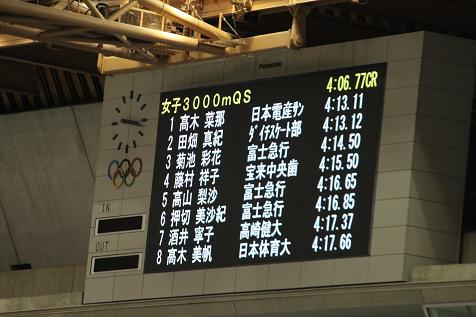 Panasonic
女子3000mQS 4:06.77CR
1 髙木 菜那 日本電産ｻﾝ 4:13.11
2 田畑 真紀 ﾀﾞｲﾁｽｹｰﾄ部 4:13.12
3 菊池 彩花 富士急行 4:14.50
4 藤村 祥子 宝来中央歯 4:15.50
5 高山 梨沙 富士急行 4:16.65
6 押切 美沙紀 富士急行 4:16.85
7 酒井 寧子 高崎健大 4:17.37
8 高木 美帆 日本体育大 4:17.66
IN
OUT